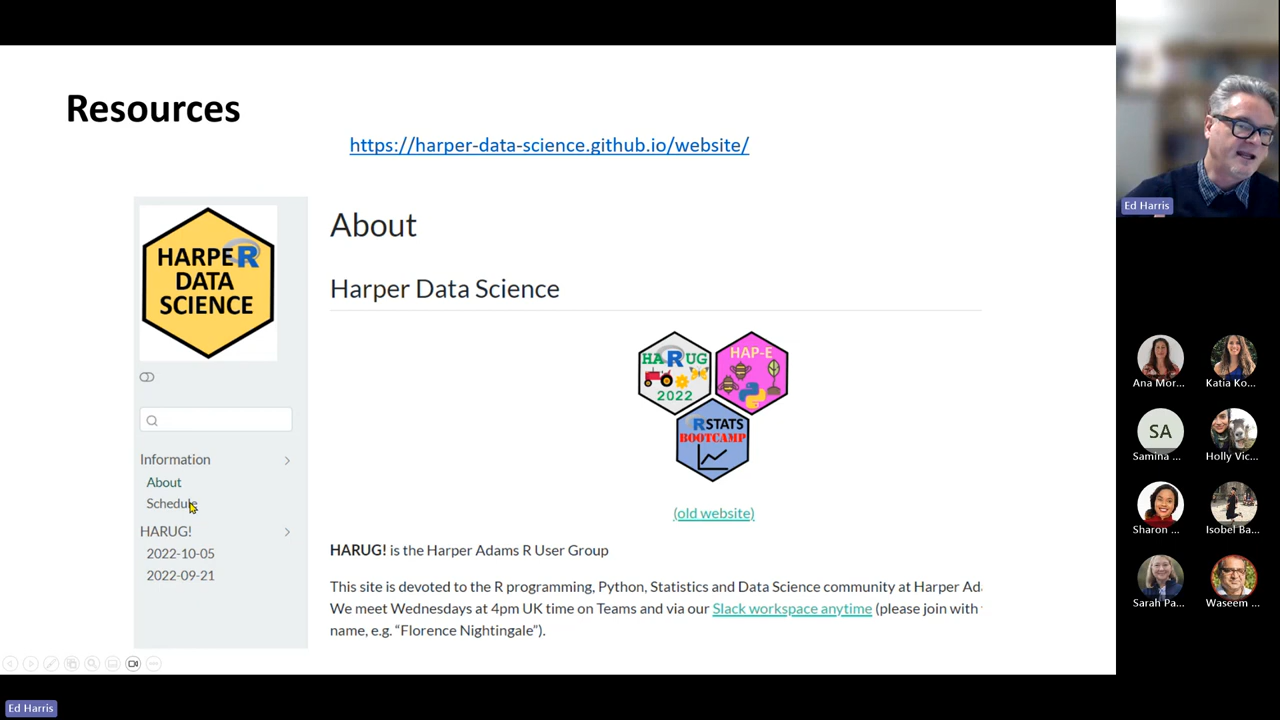 Resources
https://harper-data-science.github.io/website/
HARPER
DATA
SCIENCE
Information
About
Schedule
HARUG!
2022-10-05
2022-09-21
About
Harper Data Science
HARUG
2022
HAP-E
RSTATS
BOOTCAMP
(old website)
HARUG! is the Harper Adams R User Group
This site is devoted to the R programming, Python, Statistics and Data Science community at Harper Ad
We meet Wednesdays at 4pm UK time on Teams and via our Slack workspace anytime (please join with
name, e.g. “Florence Nightingale”).
Ed Harris
Ana Mor...
Katia Ko...
SA
Samina ...
Holly Vic...
Sharon ...
Isobel Ba...
Sarah Pa...
Waseem ...
Ed Harris